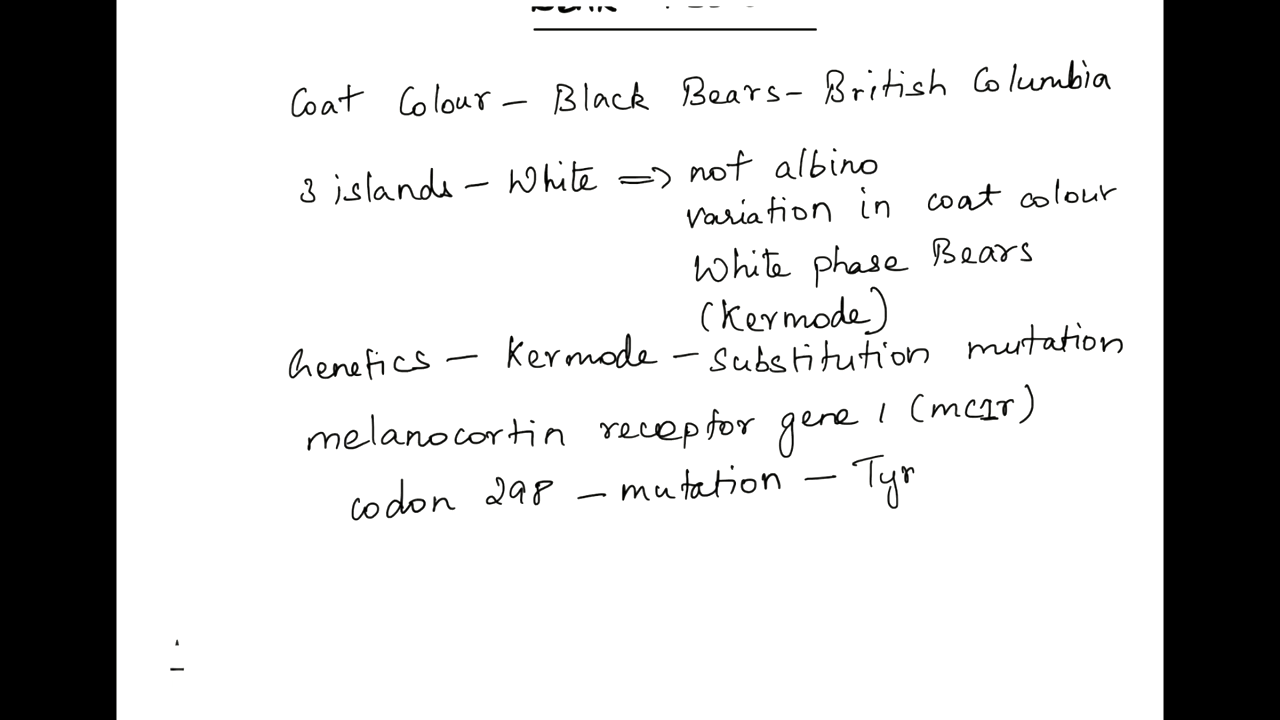 Coat Colour - Black Bears - British Columbia
3 islands - White => not albino
variation in coat colour
White phase Bears
(Kermode)
Genetics - Kermode - Substitution mutation
melanocortin receptor gene 1 (mc1r)
codon 298 - mutation - Tyr